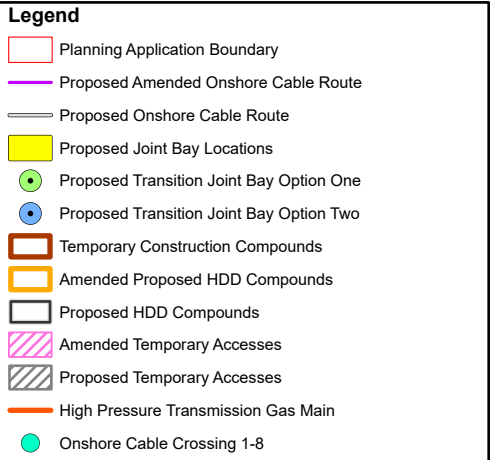 Legend
Planning Application Boundary
Proposed Amended Onshore Cable Route
Proposed Onshore Cable Route
Proposed Joint Bay Locations
Proposed Transition Joint Bay Option One
Proposed Transition Joint Bay Option Two
Temporary Construction Compounds
Amended Proposed HDD Compounds
Proposed HDD Compounds
Amended Temporary Accesses
Proposed Temporary Accesses
High Pressure Transmission Gas Main
Onshore Cable Crossing 1-8